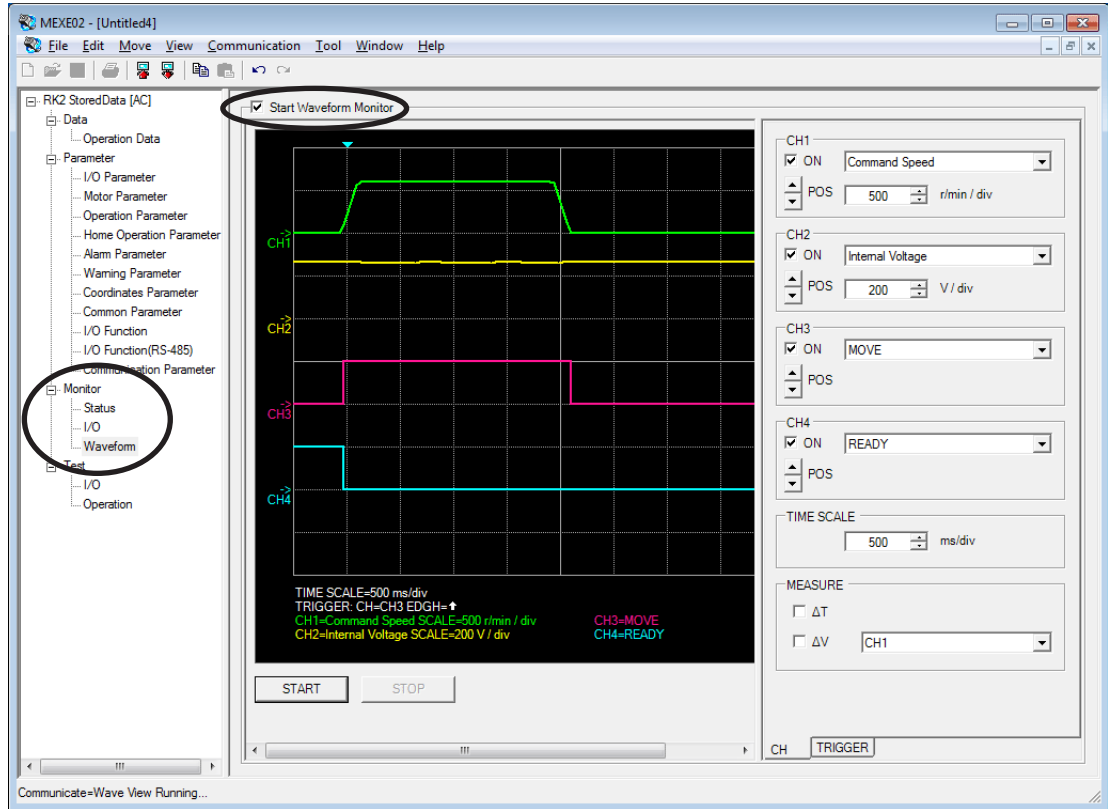 MEXE02 - [Untitled4]
File Edit Move View Communication Tool Window Help
RK2 StoredData [AC]
Data
Operation Data
Parameter
I/O Parameter
Motor Parameter
Operation Parameter
Home Operation Parameter
Alarm Parameter
Warning Parameter
Coordinates Parameter
Common Parameter
I/O Function
I/O Function(RS-485)
Communication Parameter
Monitor
Status
I/O
Waveform
Test
I/O
Operation
Start Waveform Monitor
->
CH1
->
CH2
->
CH3
->
CH4
TIME SCALE=500 ms/div
TRIGGER: CH=CH3 EDGH=⬆
CH1=Command Speed SCALE=500 r/min / div CH3=MOVE
CH2=Internal Voltage SCALE=200 V / div CH4=READY
START STOP
CH1
ON Command Speed
POS 500 r/min / div
CH2
ON Internal Voltage
POS 200 V / div
CH3
ON MOVE
POS
CH4
ON READY
POS
TIME SCALE
500 ms/div
MEASURE
ΔT
ΔV CH1
CH TRIGGER
Communicate=Wave View Running...